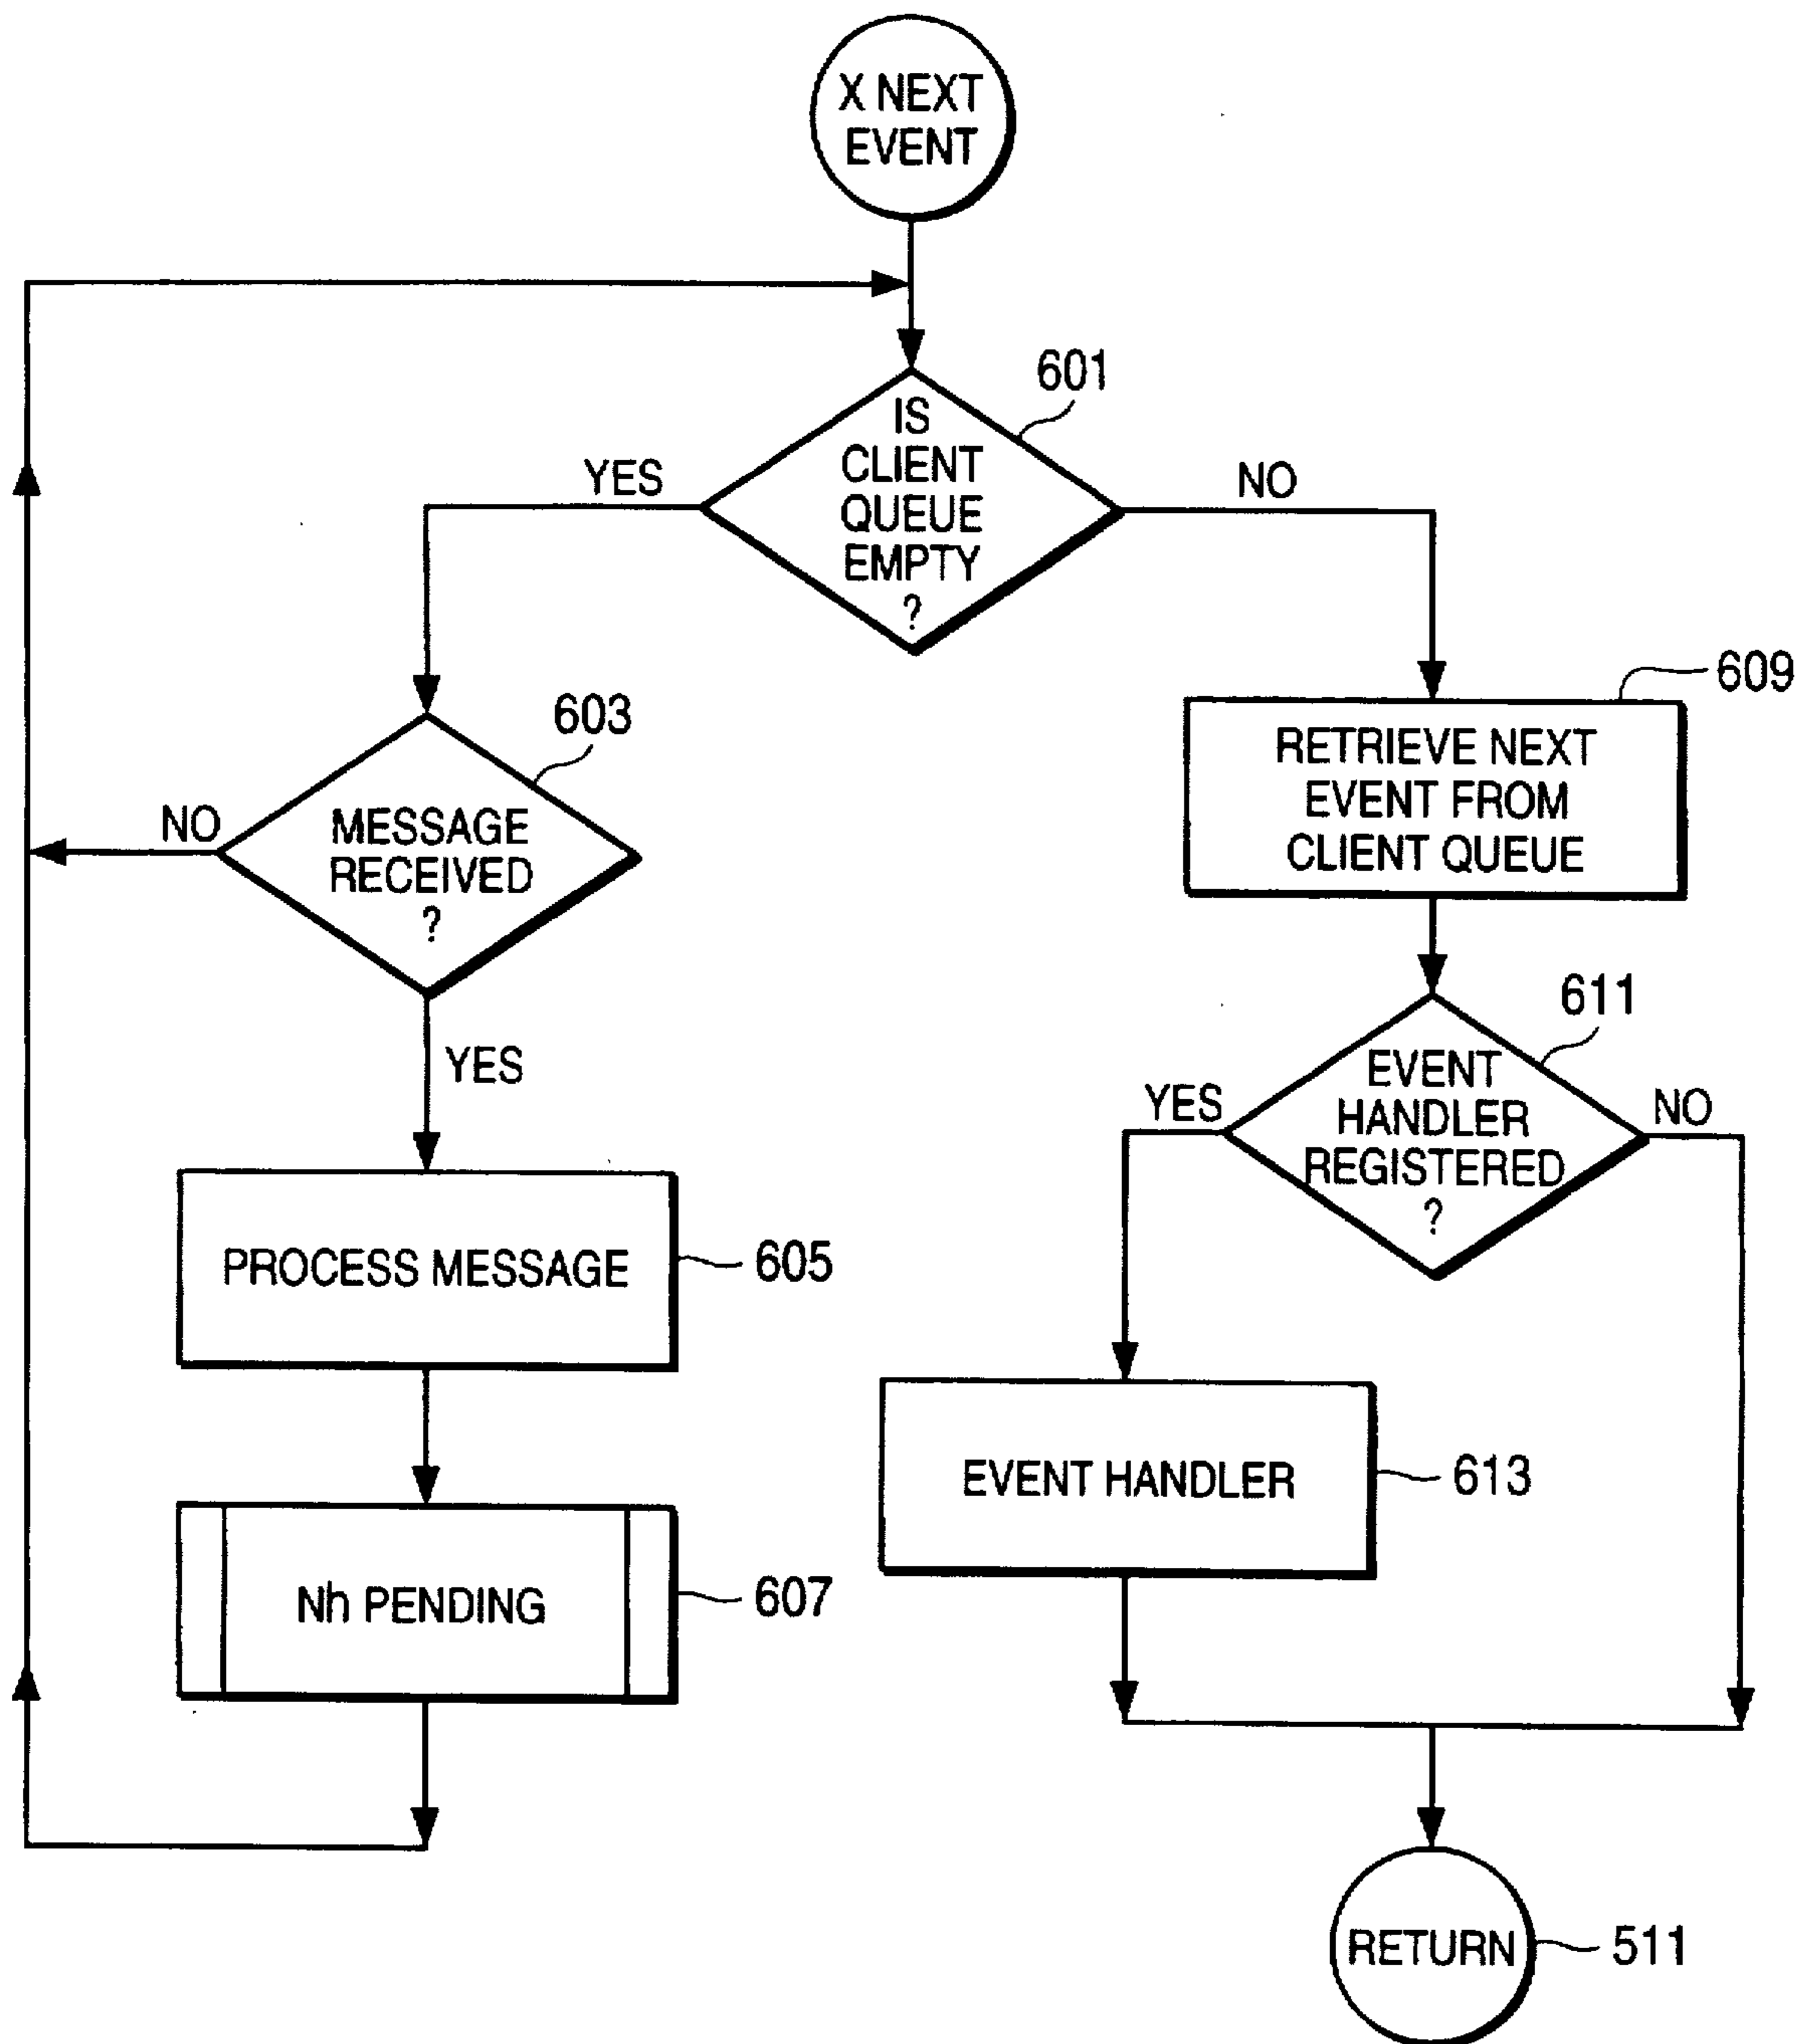 X NEXT
EVENT
601
IS
CLIENT
QUEUE
EMPTY
?
YES
NO
603
MESSAGE
RECEIVED
?
NO
YES
609
RETRIEVE NEXT
EVENT FROM
CLIENT QUEUE
611
EVENT
HANDLER
REGISTERED
?
YES
NO
PROCESS MESSAGE
605
EVENT HANDLER
613
Nh PENDING
607
RETURN
511